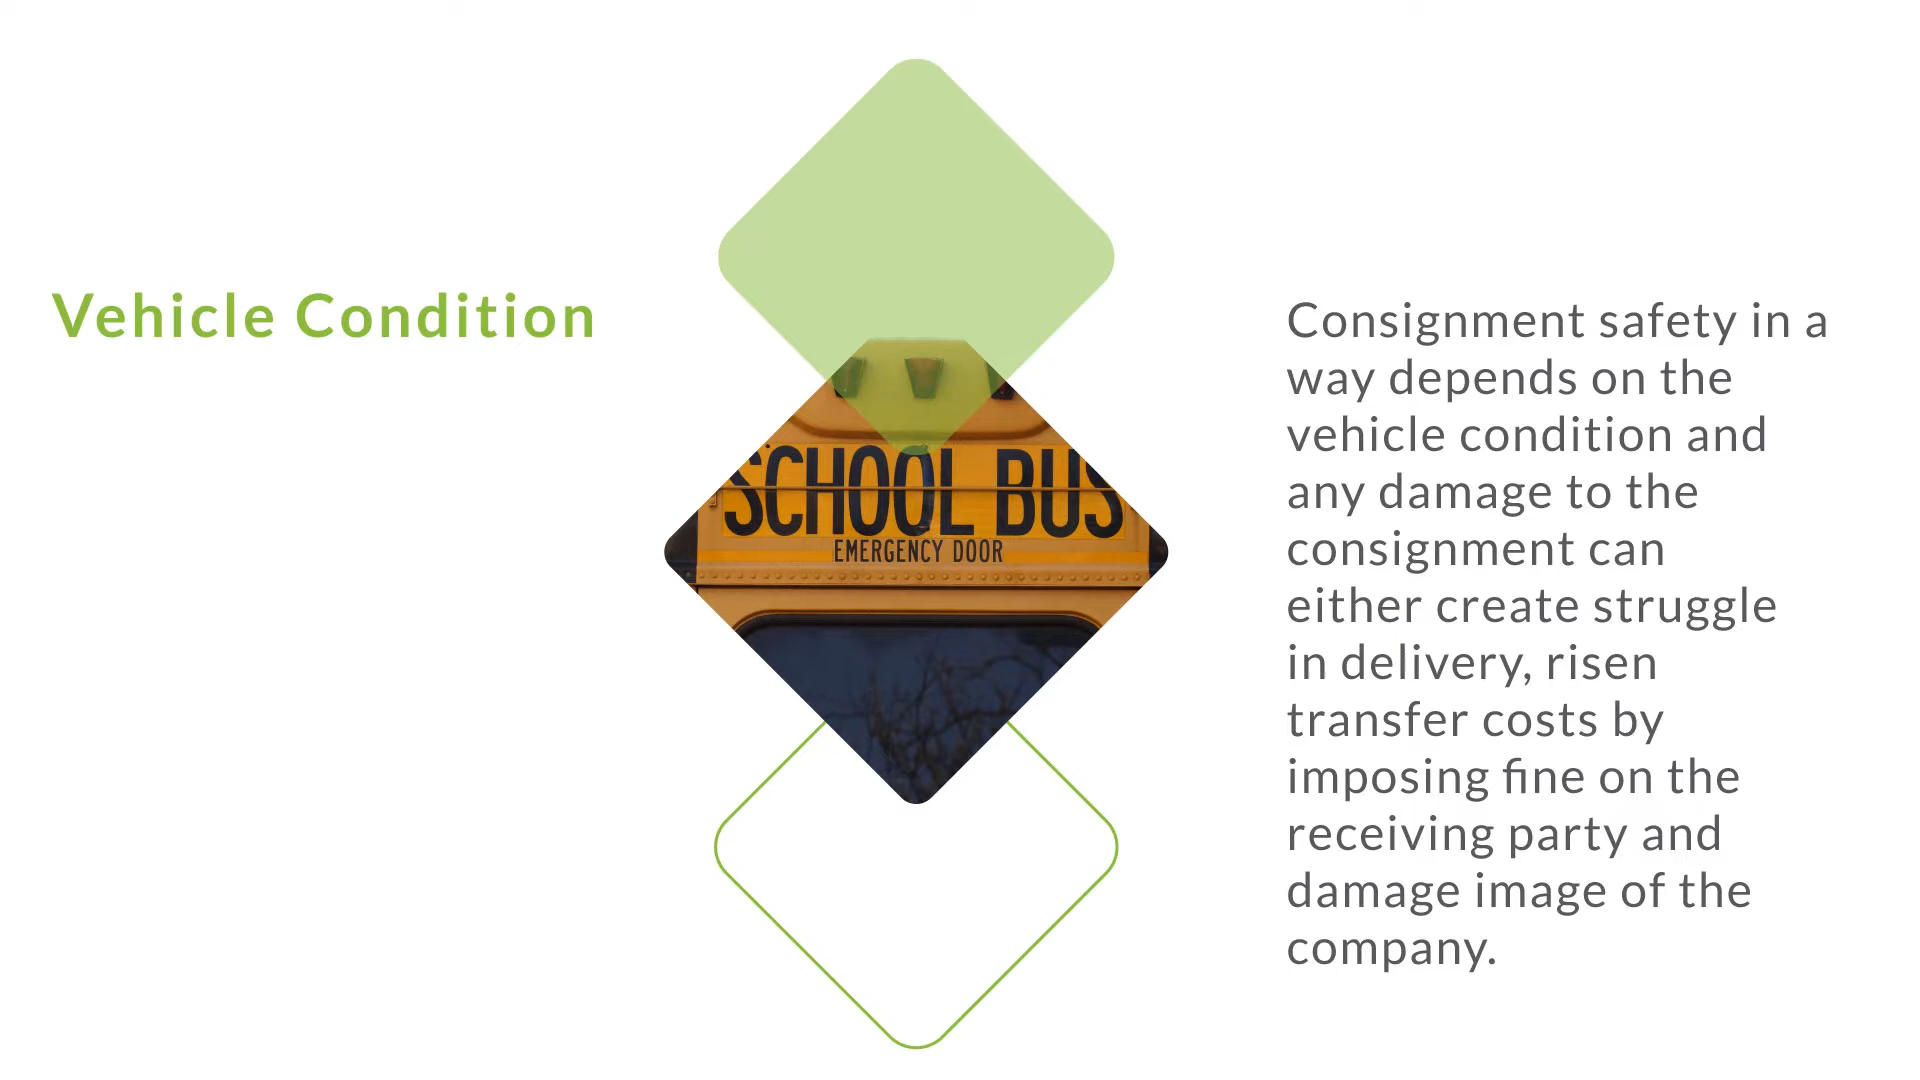 Vehicle Condition
SCHOOL BUS
EMERGENCY DOOR
Consignment safety in a
way depends on the
vehicle condition and
any damage to the
consignment can
either create struggle
in delivery, risen
transfer costs by
imposing fine on the
receiving party and
damage image of the
company.